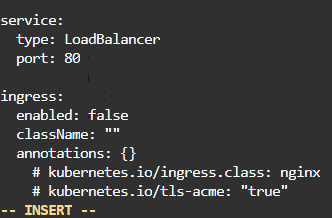 service:
  type: LoadBalancer
  port: 80

ingress:
  enabled: false
  className: ""
  annotations: {}
    # kubernetes.io/ingress.class: nginx
    # kubernetes.io/tls-acme: "true"
-- INSERT --